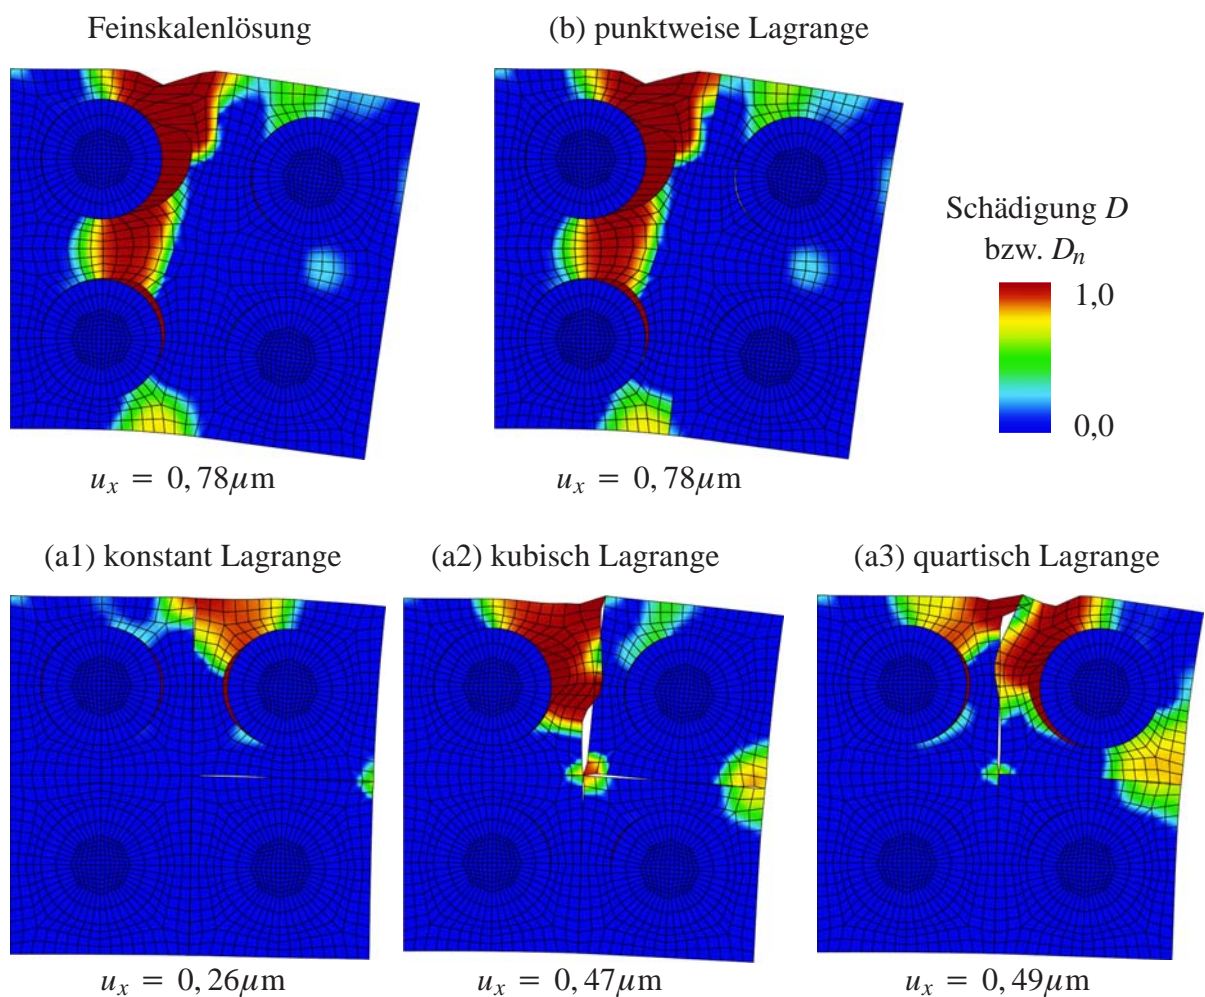 Feinskalenlösung
(b) punktweise Lagrange
Schädigung D
bzw. Dₙ
1,0
0,0
uₓ = 0, 78μm
uₓ = 0, 78μm
(a1) konstant Lagrange
(a2) kubisch Lagrange
(a3) quartisch Lagrange
uₓ = 0, 26μm
uₓ = 0, 47μm
uₓ = 0, 49μm